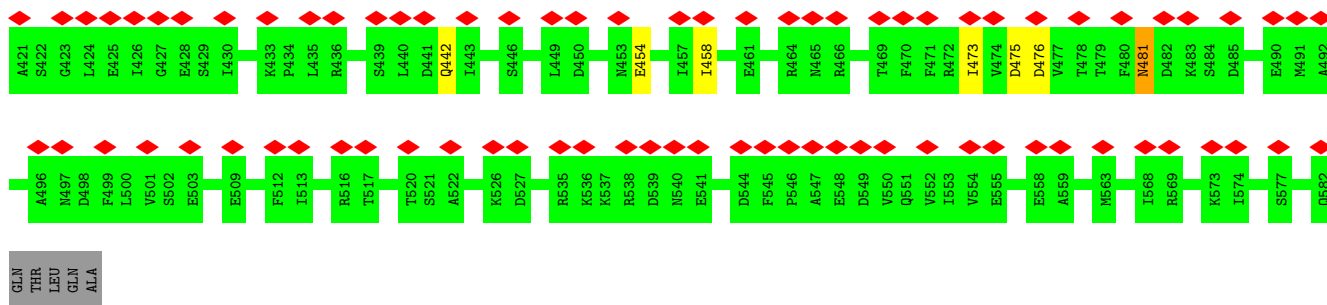 A421 S422 G423 L424 E425 I426 G427 E428 S429 I430 K433 P434 L435 R436 S439 L440 D441 Q442 I443 S446 L449 D450 N453 E454 I457 I458 E461 R464 N465 R466 T469 F470 F471 R472 I473 V474 D475 D476 V477 T478 T479 F480 N481 D482 K483 S484 D485 E490 M491 A492
A496 N497 D498 F499 L500 V501 S502 E503 E509 F512 I513 R516 T517 T520 S521 A522 K526 D527 R535 K536 K537 R538 D539 N540 E541 D544 F545 P546 A547 E548 D549 V550 Q551 V552 I553 V554 E555 E558 A559 M563 I568 R569 K573 I574 S577 Q582
GLN THR LEU GLN ALA